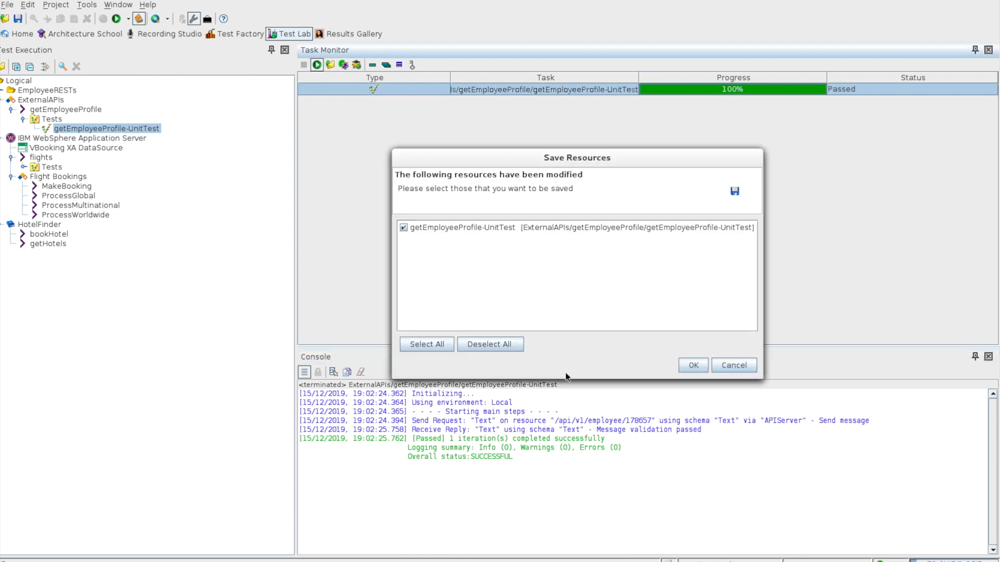 File Edit Project Tools Window Help
Home Architecture School Recording Studio Test Factory Test Lab Results Gallery
est Execution
Logical
EmployeeRESTs
ExternalAPIs
getEmployeeProfile
Tests
getEmployeeProfile-UnitTest
IBM WebSphere Application Server
VBooking XA DataSource
flights
Tests
Flight Bookings
MakeBooking
ProcessGlobal
ProcessMultinational
ProcessWorldwide
HotelFinder
bookHotel
getHotels
Task Monitor
Type Task Progress Status
ls/getEmployeeProfile/getEmployeeProfile-UnitTest 100% Passed
Save Resources
The following resources have been modified
Please select those that you want to be saved
getEmployeeProfile-UnitTest [ExternalAPIs/getEmployeeProfile/getEmployeeProfile-UnitTest]
Select All Deselect All
OK Cancel
Console
<terminated> ExternalAPIs/getEmployeeProfile/getEmployeeProfile-UnitTest
[15/12/2019, 19:02:24.362] Initializing...
[15/12/2019, 19:02:24.364] Using environment: Local
[15/12/2019, 19:02:24.365] - - - - Starting main steps - - - -
[15/12/2019, 19:02:24.394] Send Request: "Text" on resource "/api/v1/employee/178657" using schema "Text" via "APIServer" - Send message
[15/12/2019, 19:02:25.758] Receive Reply: "Text" using schema "Text" - Message validation passed
[15/12/2019, 19:02:25.762] [Passed] 1 iteration(s) completed successfully
Logging summary: Info (0), Warnings (0), Errors (0)
Overall status:SUCCESSFUL